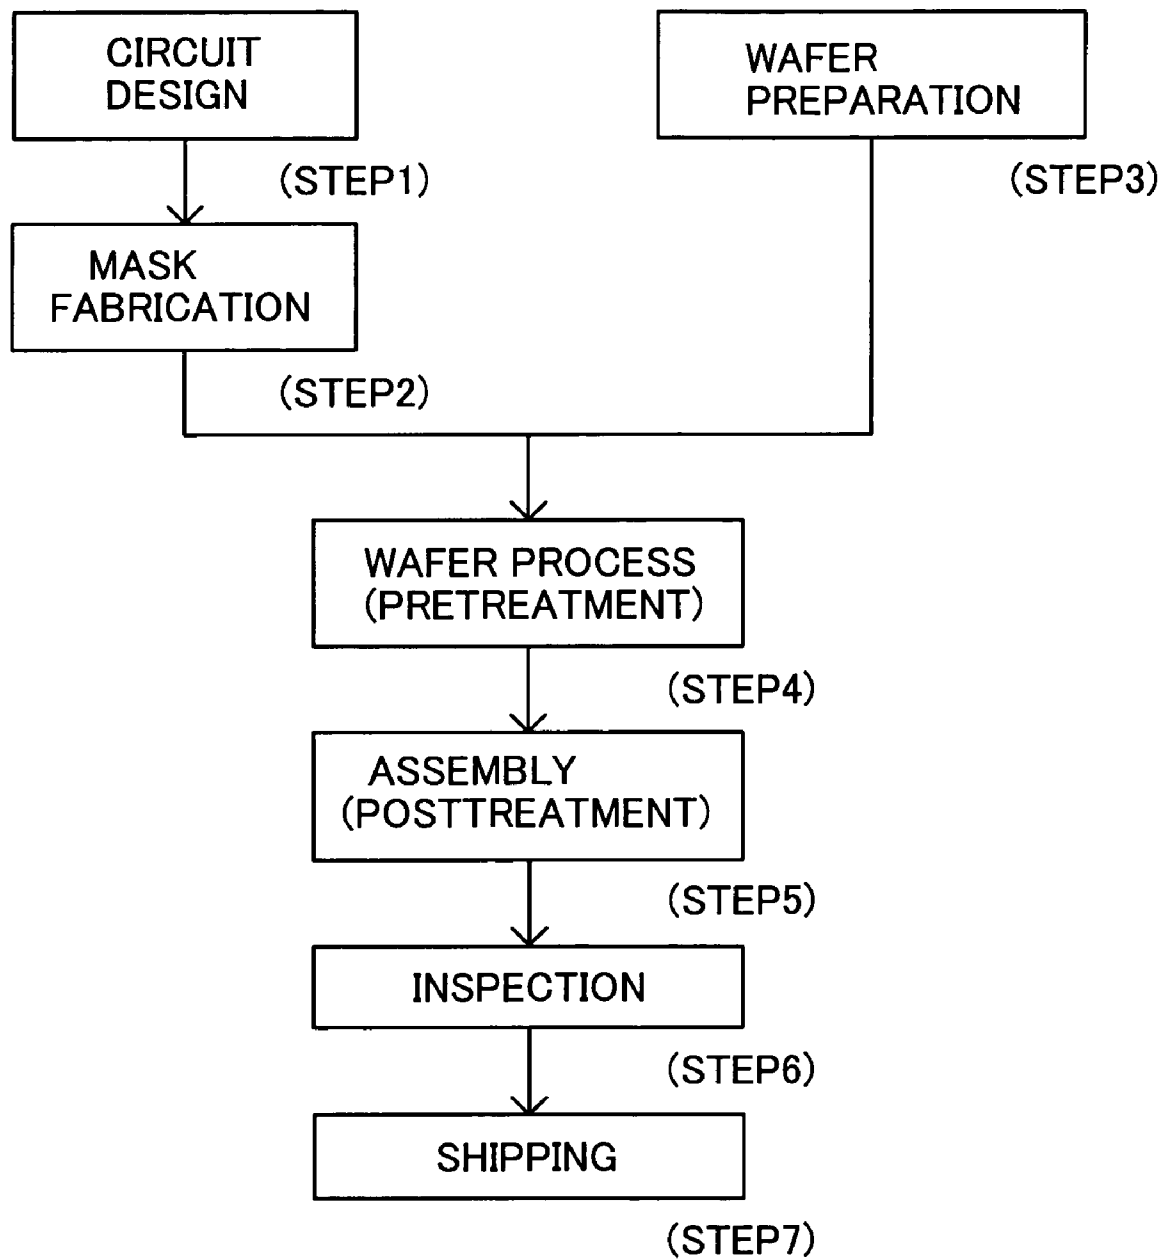 CIRCUIT
DESIGN
(STEP1)
MASK
FABRICATION
(STEP2)
WAFER
PREPARATION
(STEP3)
WAFER PROCESS
(PRETREATMENT)
(STEP4)
ASSEMBLY
(POSTTREATMENT)
(STEP5)
INSPECTION
(STEP6)
SHIPPING
(STEP7)